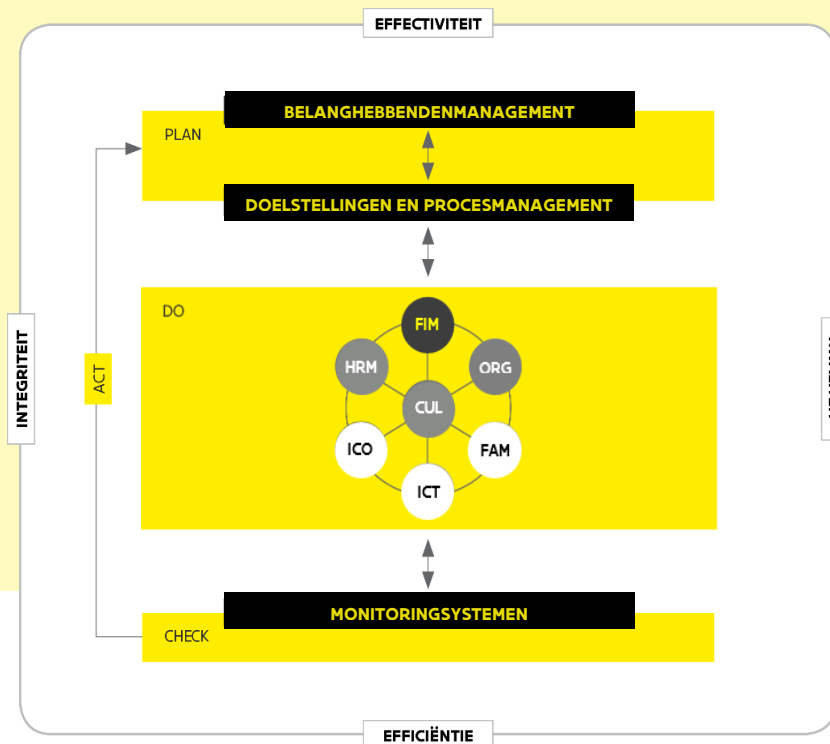 EFFECTIVITEIT
BELANGHEBBENDENMANAGEMENT
PLAN
DOELSTELLINGEN EN PROCESMANAGEMENT
DO
FIM
HRM
ORG
INTEGRITEIT
ACT
CUL
ICO
FAM
ICT
MONITORINGSYSTEMEN
CHECK
EFFICIËNTIE